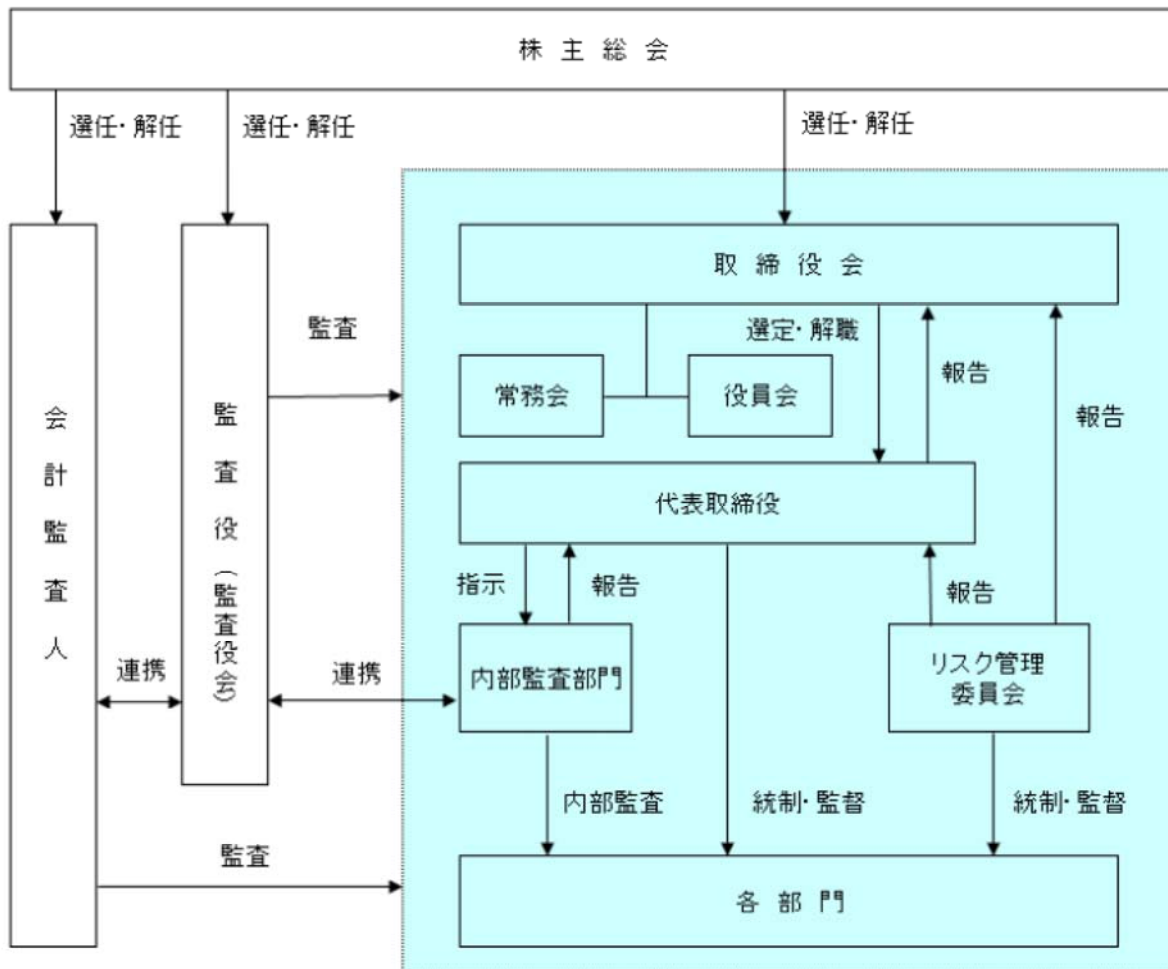 株主総会
選任・解任
選任・解任
選任・解任
取締役会
監査
選定・解職
報告
報告
常務会
役員会
会計監査人
監査役(監査役会)
代表取締役
指示
報告
報告
連携
連携
内部監査部門
リスク管理
委員会
内部監査
統制・監督
統制・監督
監査
各部門